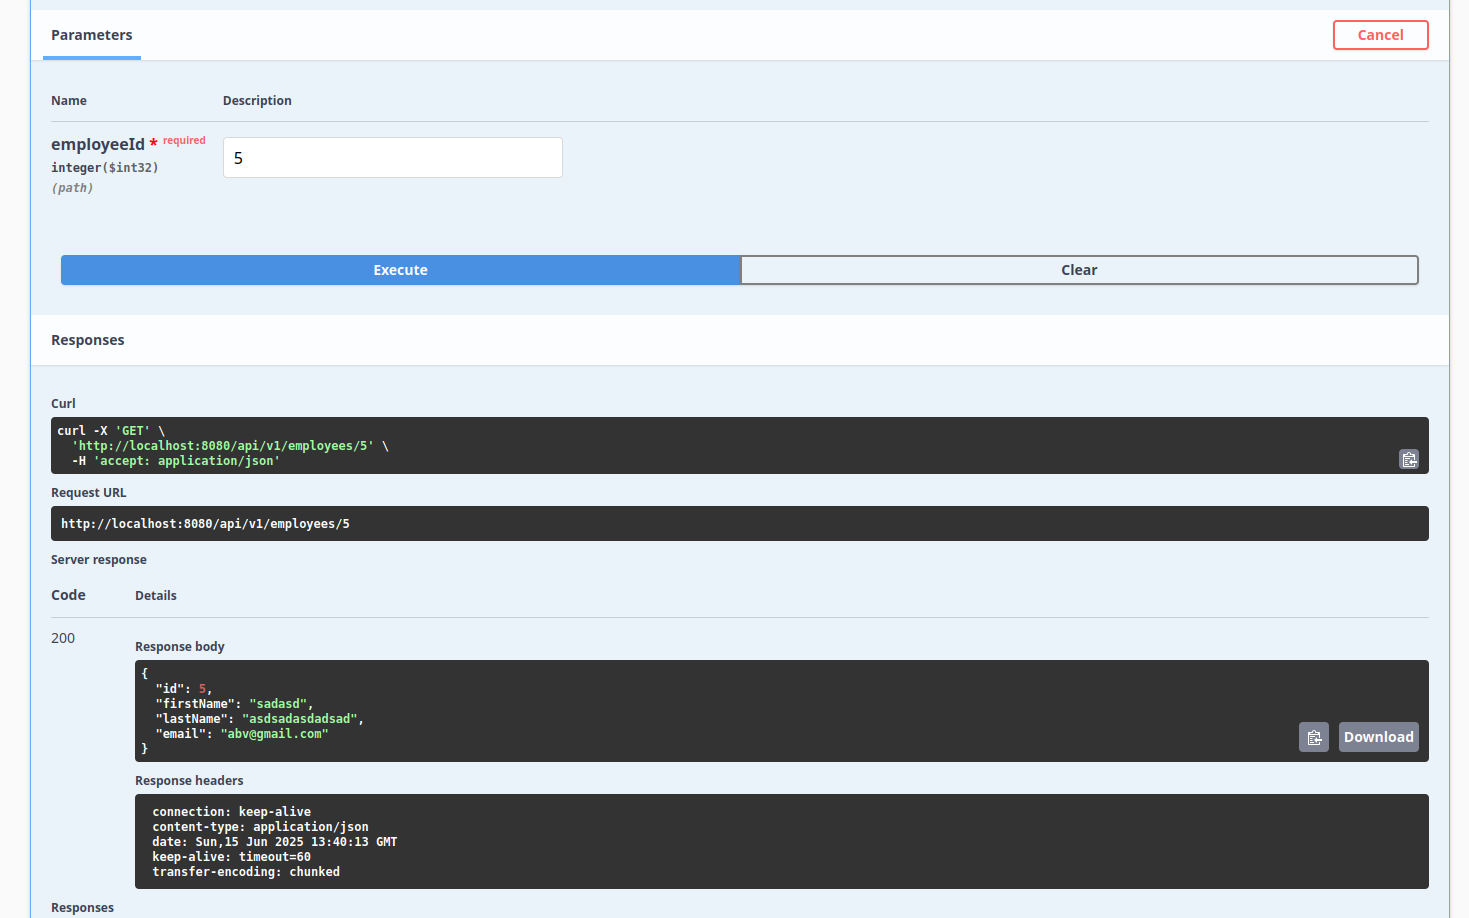 Parameters
Cancel
Name Description
employeeId * required
integer($int32)
(path)
5
Execute
Clear
Responses
Curl
curl -X 'GET' \
  'http://localhost:8080/api/v1/employees/5' \
  -H 'accept: application/json'
Request URL
http://localhost:8080/api/v1/employees/5
Server response
Code Details
200
Response body
{
  "id": 5,
  "firstName": "sadasd",
  "lastName": "asdsadasdadsad",
  "email": "abv@gmail.com"
}
Download
Response headers
connection: keep-alive
content-type: application/json
date: Sun,15 Jun 2025 13:40:13 GMT
keep-alive: timeout=60
transfer-encoding: chunked
Responses